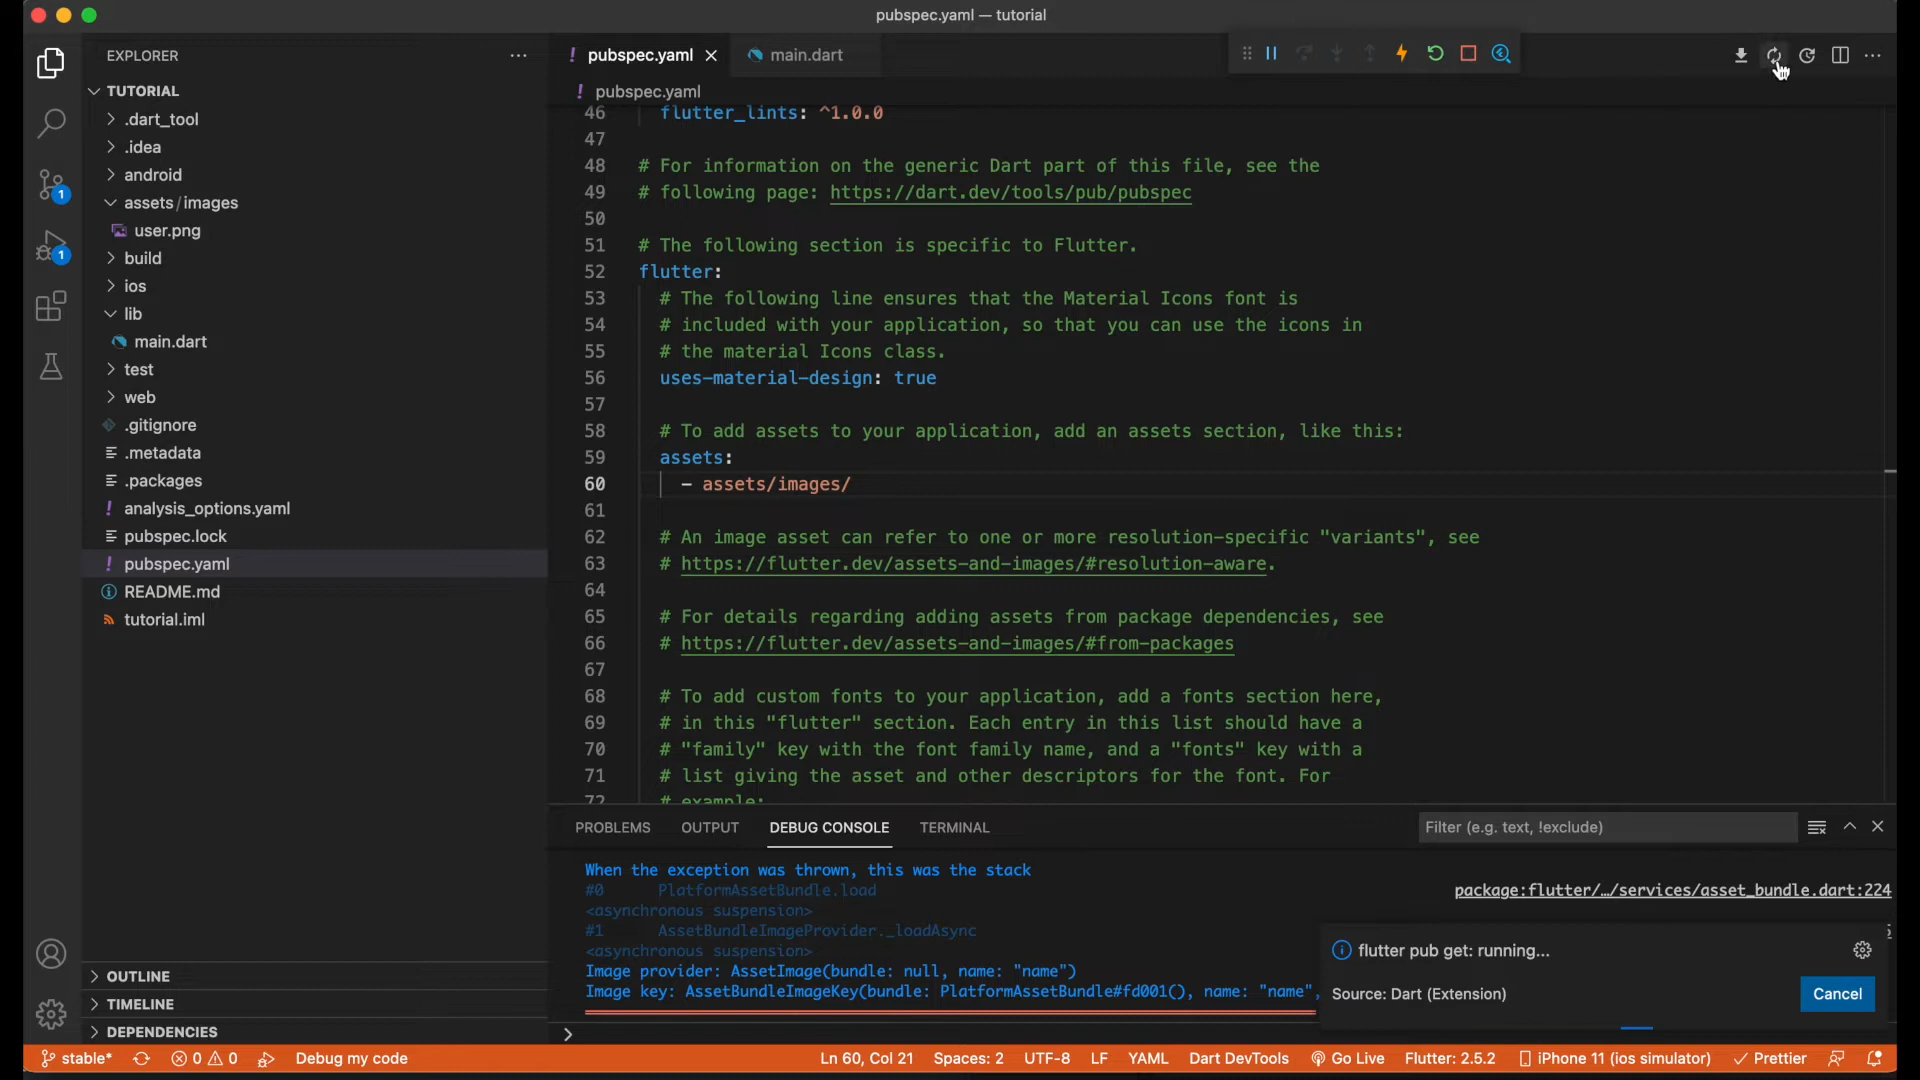 pubspec.yaml — tutorial
EXPLORER
pubspec.yaml
main.dart
TUTORIAL
pubspec.yaml
.dart_tool
.idea
android
assets/images
user.png
build
ios
lib
main.dart
test
web
.gitignore
.metadata
.packages
analysis_options.yaml
pubspec.lock
pubspec.yaml
README.md
tutorial.iml
OUTLINE
TIMELINE
DEPENDENCIES
46 flutter_lints: ^1.0.0
47
48 # For information on the generic Dart part of this file, see the
49 # following page: https://dart.dev/tools/pub/pubspec
50
51 # The following section is specific to Flutter.
52 flutter:
53 # The following line ensures that the Material Icons font is
54 # included with your application, so that you can use the icons in
55 # the material Icons class.
56 uses-material-design: true
57
58 # To add assets to your application, add an assets section, like this:
59 assets:
60 - assets/images/
61
62 # An image asset can refer to one or more resolution-specific "variants", see
63 # https://flutter.dev/assets-and-images/#resolution-aware.
64
65 # For details regarding adding assets from package dependencies, see
66 # https://flutter.dev/assets-and-images/#from-packages
67
68 # To add custom fonts to your application, add a fonts section here,
69 # in this "flutter" section. Each entry in this list should have a
70 # "family" key with the font family name, and a "fonts" key with a
71 # list giving the asset and other descriptors for the font. For
72 # example:
PROBLEMS OUTPUT DEBUG CONSOLE TERMINAL
Filter (e.g. text, !exclude)
When the exception was thrown, this was the stack
#0 PlatformAssetBundle.load package:flutter/…/services/asset_bundle.dart:224
<asynchronous suspension>
#1 AssetBundleImageProvider._loadAsync
<asynchronous suspension>
Image provider: AssetImage(bundle: null, name: "name")
Image key: AssetBundleImageKey(bundle: PlatformAssetBundle#fd001(), name: "name",
flutter pub get: running...
Source: Dart (Extension)
Cancel
1
1
stable* 0 0 Debug my code Ln 60, Col 21 Spaces: 2 UTF-8 LF YAML Dart DevTools Go Live Flutter: 2.5.2 iPhone 11 (ios simulator) Prettier